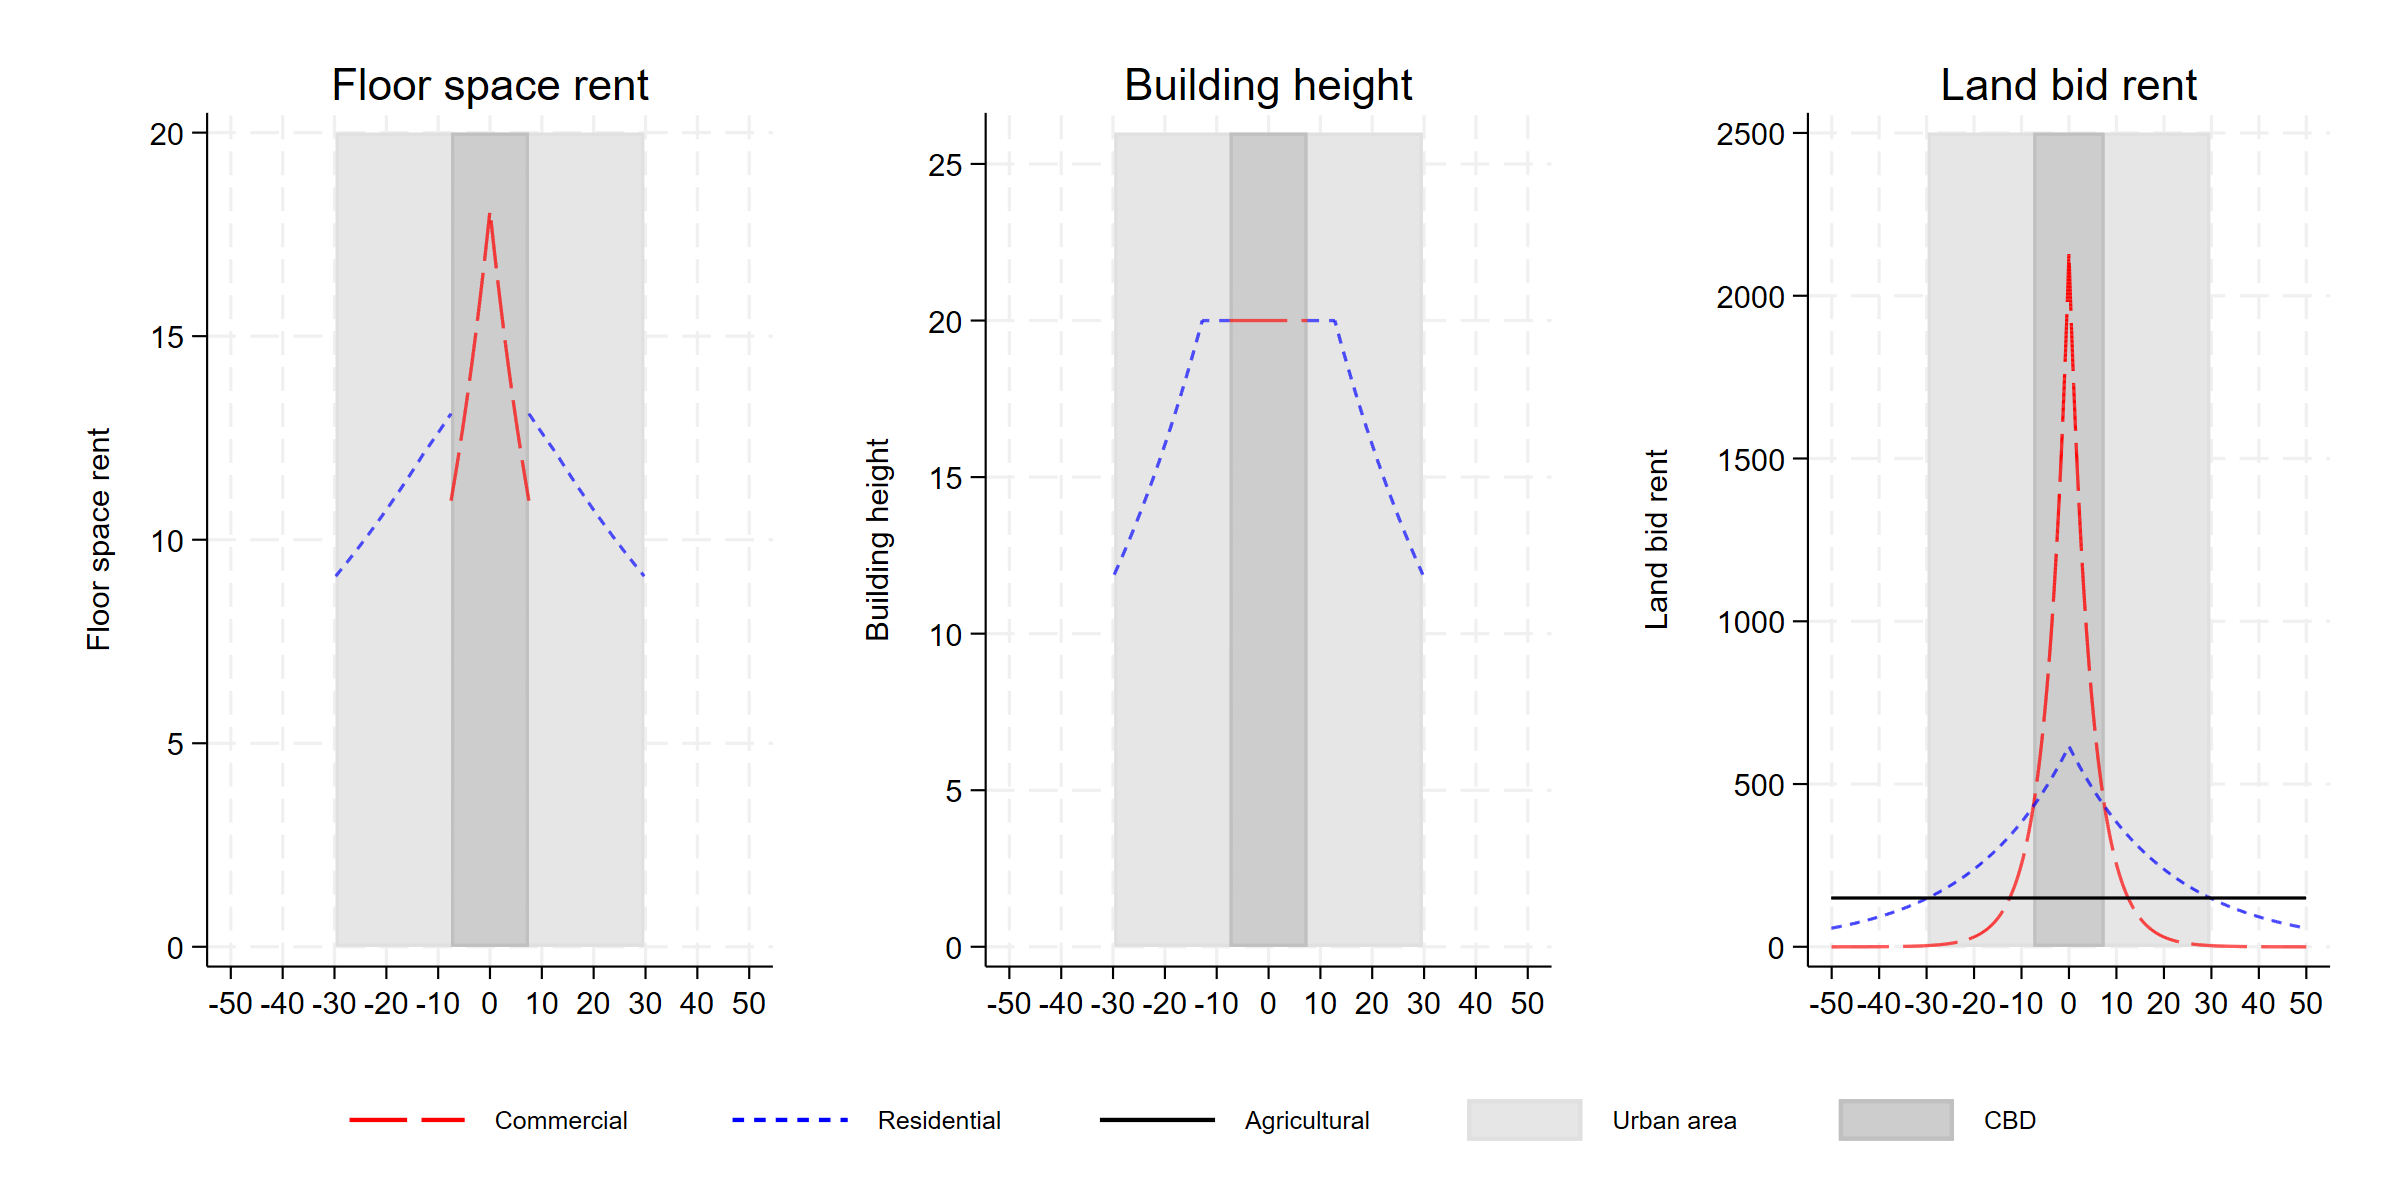 Floor space rent
Building height
Land bid rent
Floor space rent
20
15
10
5
0
-50 -40 -30 -20 -10 0 10 20 30 40 50
Building height
25
20
15
10
5
0
-50 -40 -30 -20 -10 0 10 20 30 40 50
Land bid rent
2500
2000
1500
1000
500
0
-50 -40 -30 -20 -10 0 10 20 30 40 50
Commercial
Residential
Agricultural
Urban area
CBD